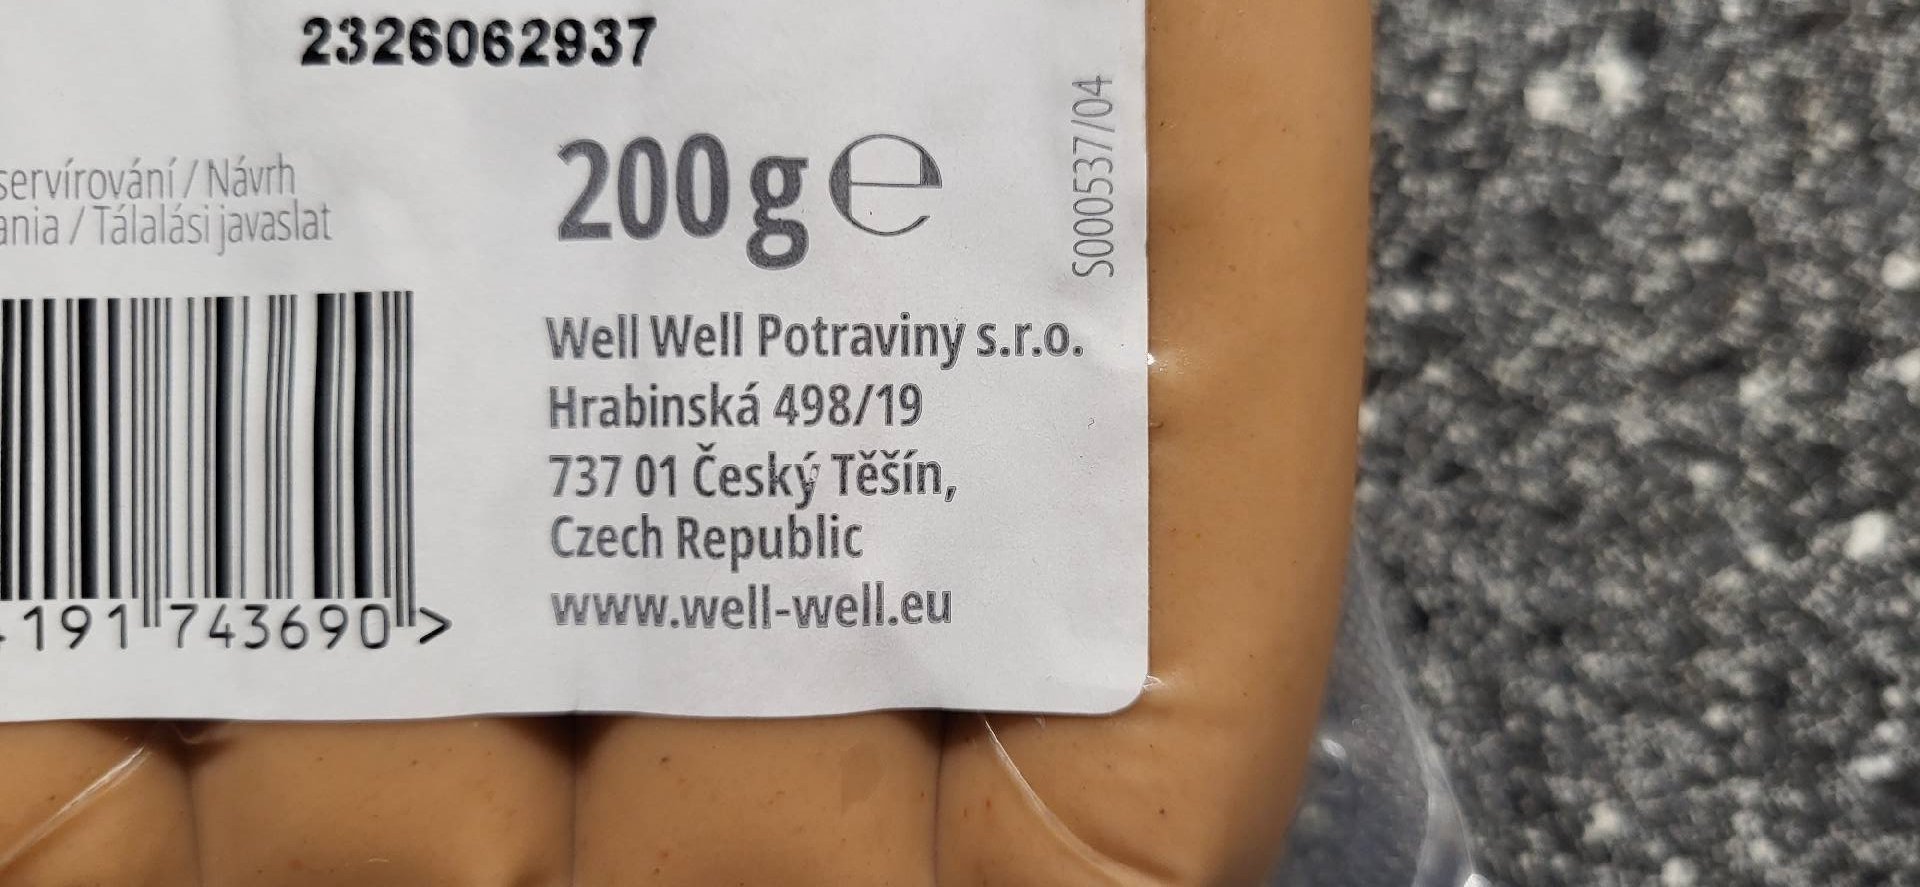 2326062937
200 g ℮
S000537/04
servírování / Návrh
/ Tálalási javaslat
Well Well Potraviny s.r.o.
Hrabinská 498/19
737 01 Český Těšín,
Czech Republic
www.well-well.eu
191 743690 >